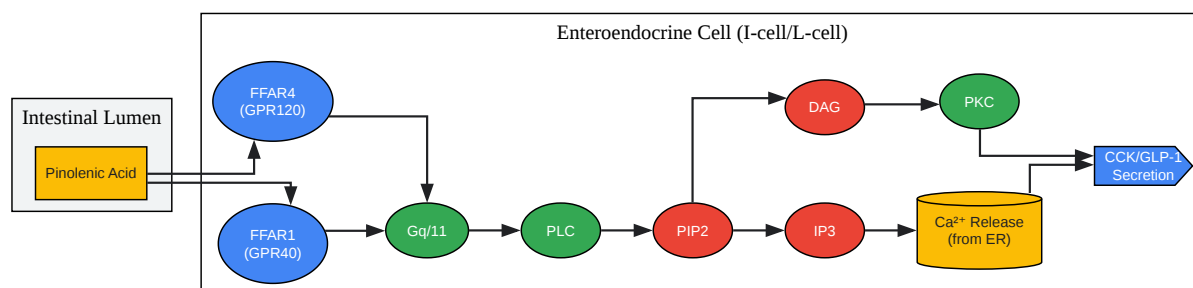 Enteroendocrine Cell (I-cell/L-cell)
Intestinal Lumen
Pinolenic Acid
FFAR4
(GPR120)
FFAR1
(GPR40)
Gq/11
PLC
PIP2
DAG
IP3
PKC
Ca²⁺ Release
(from ER)
CCK/GLP-1
Secretion